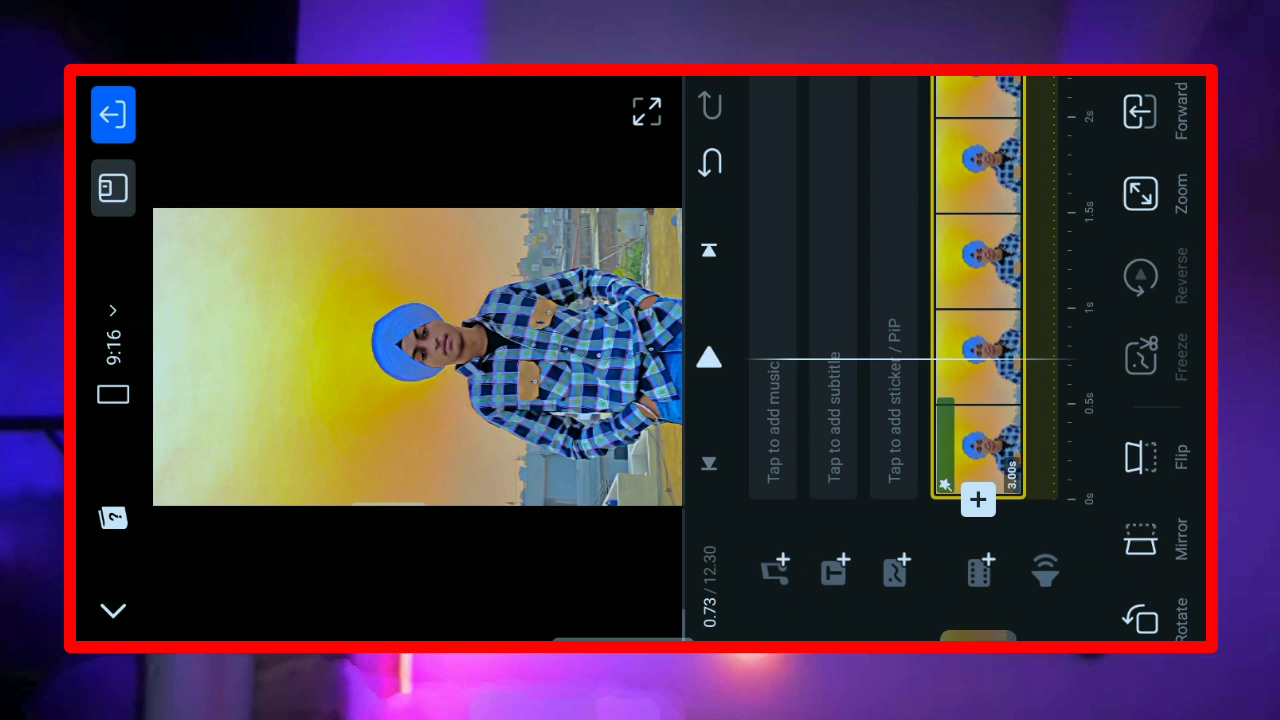 9:16
?
0.73 / 12.30
Tap to add music
Tap to add subtitle
Tap to add sticker / PiP
T
3.00s
0s
0.5s
1s
1.5s
2s
Rotate
Mirror
Flip
Freeze
Reverse
Zoom
Forward